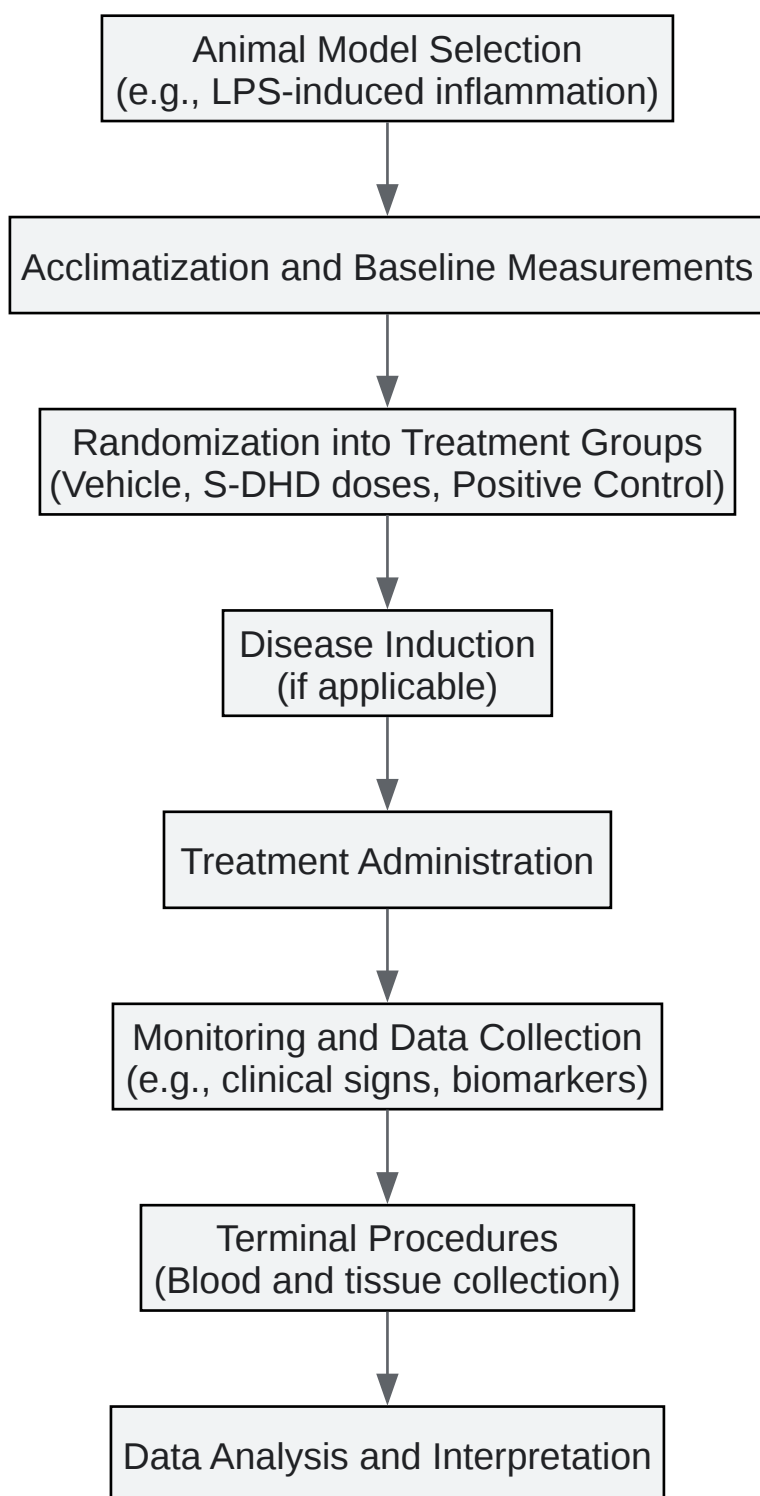 Animal Model Selection
(e.g., LPS-induced inflammation)
Acclimatization and Baseline Measurements
Randomization into Treatment Groups
(Vehicle, S-DHD doses, Positive Control)
Disease Induction
(if applicable)
Treatment Administration
Monitoring and Data Collection
(e.g., clinical signs, biomarkers)
Terminal Procedures
(Blood and tissue collection)
Data Analysis and Interpretation